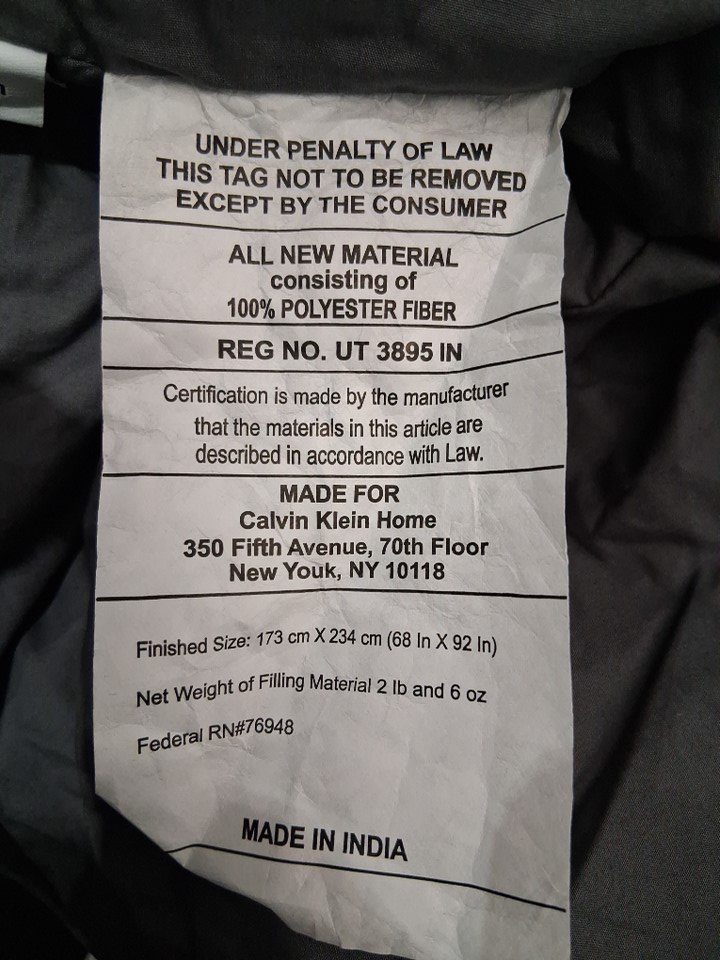 UNDER PENALTY OF LAW
THIS TAG NOT TO BE REMOVED
EXCEPT BY THE CONSUMER
ALL NEW MATERIAL
consisting of
100% POLYESTER FIBER
REG NO. UT 3895 IN
Certification is made by the manufacturer
that the materials in this article are
described in accordance with Law.
MADE FOR
Calvin Klein Home
350 Fifth Avenue, 70th Floor
New Youk, NY 10118
Finished Size: 173 cm X 234 cm (68 In X 92 In)
Net Weight of Filling Material 2 lb and 6 oz
Federal RN#76948
MADE IN INDIA